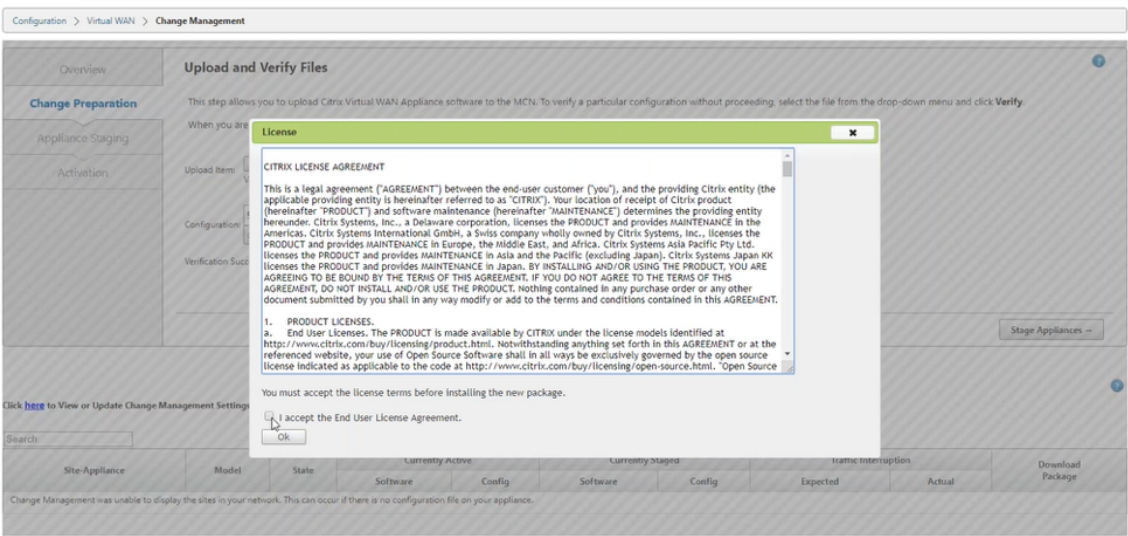 Configuration > Virtual WAN > Change Management
Overview
Change Preparation
Appliance Staging
Activation
Upload and Verify Files
This step allows you to upload Citrix Virtual WAN Appliance software to the MCN. To verify a particular configuration without proceeding, select the file from the drop-down menu and click Verify.
When you are
Upload Item:
Configuration:
Verification Succ
Stage Appliances
License
CITRIX LICENSE AGREEMENT
This is a legal agreement ("AGREEMENT") between the end-user customer ("you"), and the providing Citrix entity (the
applicable providing entity is hereinafter referred to as "CITRIX"). Your location of receipt of Citrix product
(hereinafter "PRODUCT") and software maintenance (hereinafter "MAINTENANCE") determines the providing entity
hereunder. Citrix Systems, Inc., a Delaware corporation, licenses the PRODUCT and provides MAINTENANCE in the
Americas. Citrix Systems International GmbH, a Swiss company wholly owned by Citrix Systems, Inc., licenses the
PRODUCT and provides MAINTENANCE in Europe, the Middle East, and Africa. Citrix Systems Asia Pacific Pty Ltd.
licenses the PRODUCT and provides MAINTENANCE in Asia and the Pacific (excluding Japan). Citrix Systems Japan KK
licenses the PRODUCT and provides MAINTENANCE in Japan. BY INSTALLING AND/OR USING THE PRODUCT, YOU ARE
AGREEING TO BE BOUND BY THE TERMS OF THIS AGREEMENT. IF YOU DO NOT AGREE TO THE TERMS OF THIS
AGREEMENT, DO NOT INSTALL AND/OR USE THE PRODUCT. Nothing contained in any purchase order or any other
document submitted by you shall in any way modify or add to the terms and conditions contained in this AGREEMENT.
1. PRODUCT LICENSES.
a. End User Licenses. The PRODUCT is made available by CITRIX under the license models identified at
http://www.citrix.com/buy/licensing/product.html. Notwithstanding anything set forth in this AGREEMENT or at the
referenced website, your use of Open Source Software shall in all ways be exclusively governed by the open source
license indicated as applicable to the code at http://www.citrix.com/buy/licensing/open-source.html. "Open Source
You must accept the license terms before installing the new package.
I accept the End User License Agreement.
Ok
Click here to View or Update Change Management Settings
Search
Site-Appliance Model State Currently Active Currently Staged Traffic Interruption Download Package
Software Config Software Config Expected Actual
Change Management was unable to display the sites in your network. This can occur if there is no configuration file on your appliance.